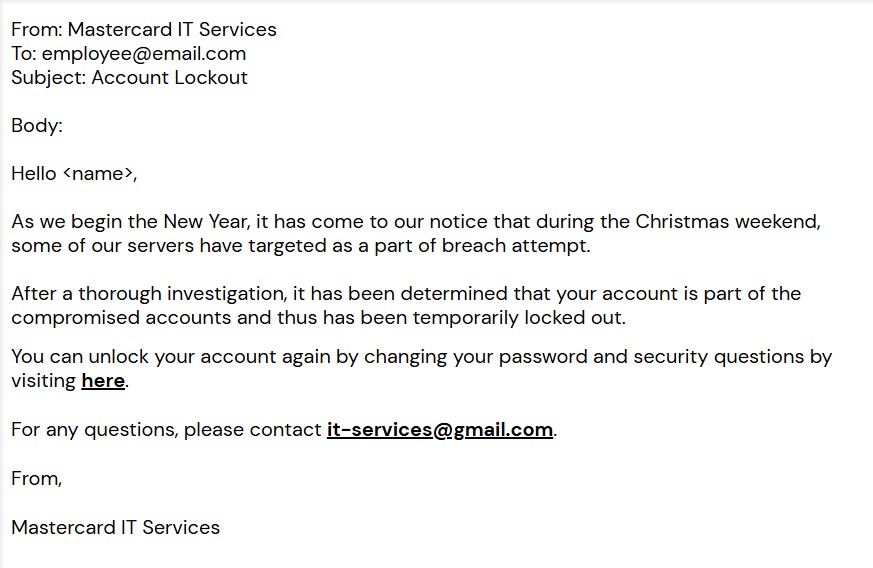 From: Mastercard IT Services
To: employee@email.com
Subject: Account Lockout
Body:
Hello <name>,
As we begin the New Year, it has come to our notice that during the Christmas weekend,
some of our servers have targeted as a part of breach attempt.
After a thorough investigation, it has been determined that your account is part of the
compromised accounts and thus has been temporarily locked out.
You can unlock your account again by changing your password and security questions by
visiting here.
For any questions, please contact it-services@gmail.com.
From,
Mastercard IT Services